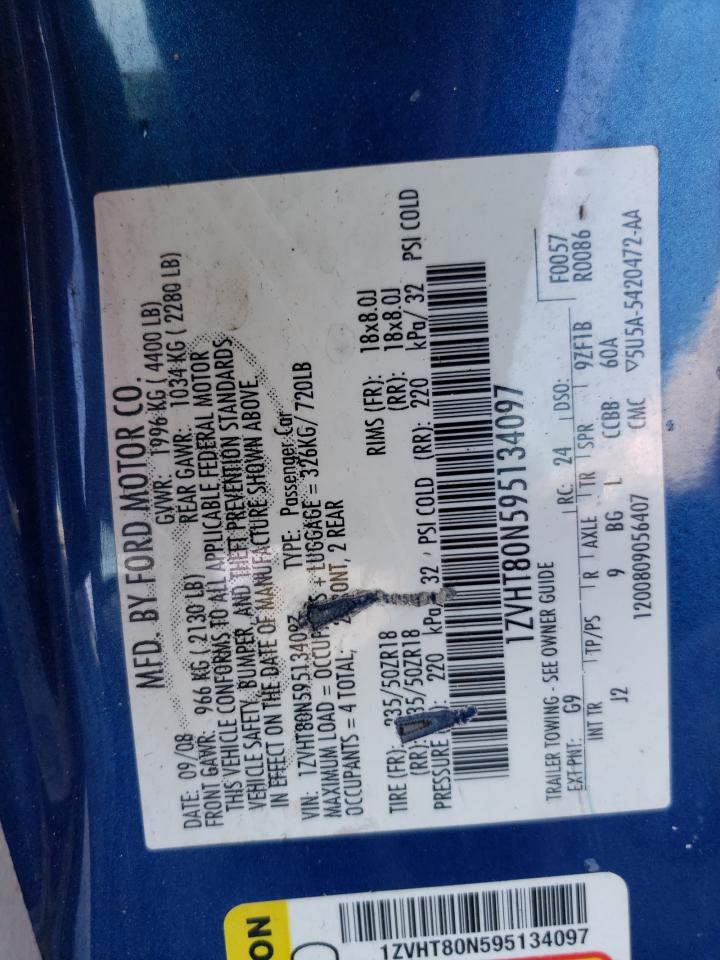 MFD. BY FORD MOTOR CO.
DATE: 09/08 GVWR: 1996 KG ( 4400 LB)
FRONT GAWR: 966 KG ( 2130 LB) REAR GAWR: 1034 KG ( 2280 LB)
THIS VEHICLE CONFORMS TO ALL APPLICABLE FEDERAL MOTOR
VEHICLE SAFETY, BUMPER, AND THEFT PREVENTION STANDARDS
IN EFFECT ON THE DATE OF MANUFACTURE SHOWN ABOVE.
VIN: 1ZVHT80N595134097 TYPE: Passenger Car
MAXIMUM LOAD = OCCUPANTS + LUGGAGE = 326KG/ 720LB
OCCUPANTS = 4 TOTAL; 2 FRONT, 2 REAR
TIRE (FR): 235/50ZR18 RIMS (FR): 18x8.0J
(RR): 235/50ZR18 (RR): 18x8.0J
PRESSURE 220 kPa/ 32 PSI COLD (RR): 220 kPa/ 32 PSI COLD
1ZVHT80N595134097
TRAILER TOWING - SEE OWNER GUIDE
F0057
EXT PNT: G9 RC: 24 DSO: R0086
INT TR TP/PS R AXLE TR SPR 9ZF1B
J2 9 BG L CCBB 60A
1200809056407 CMC ▽5U5A-5420472-AA
ON
1ZVHT80N595134097